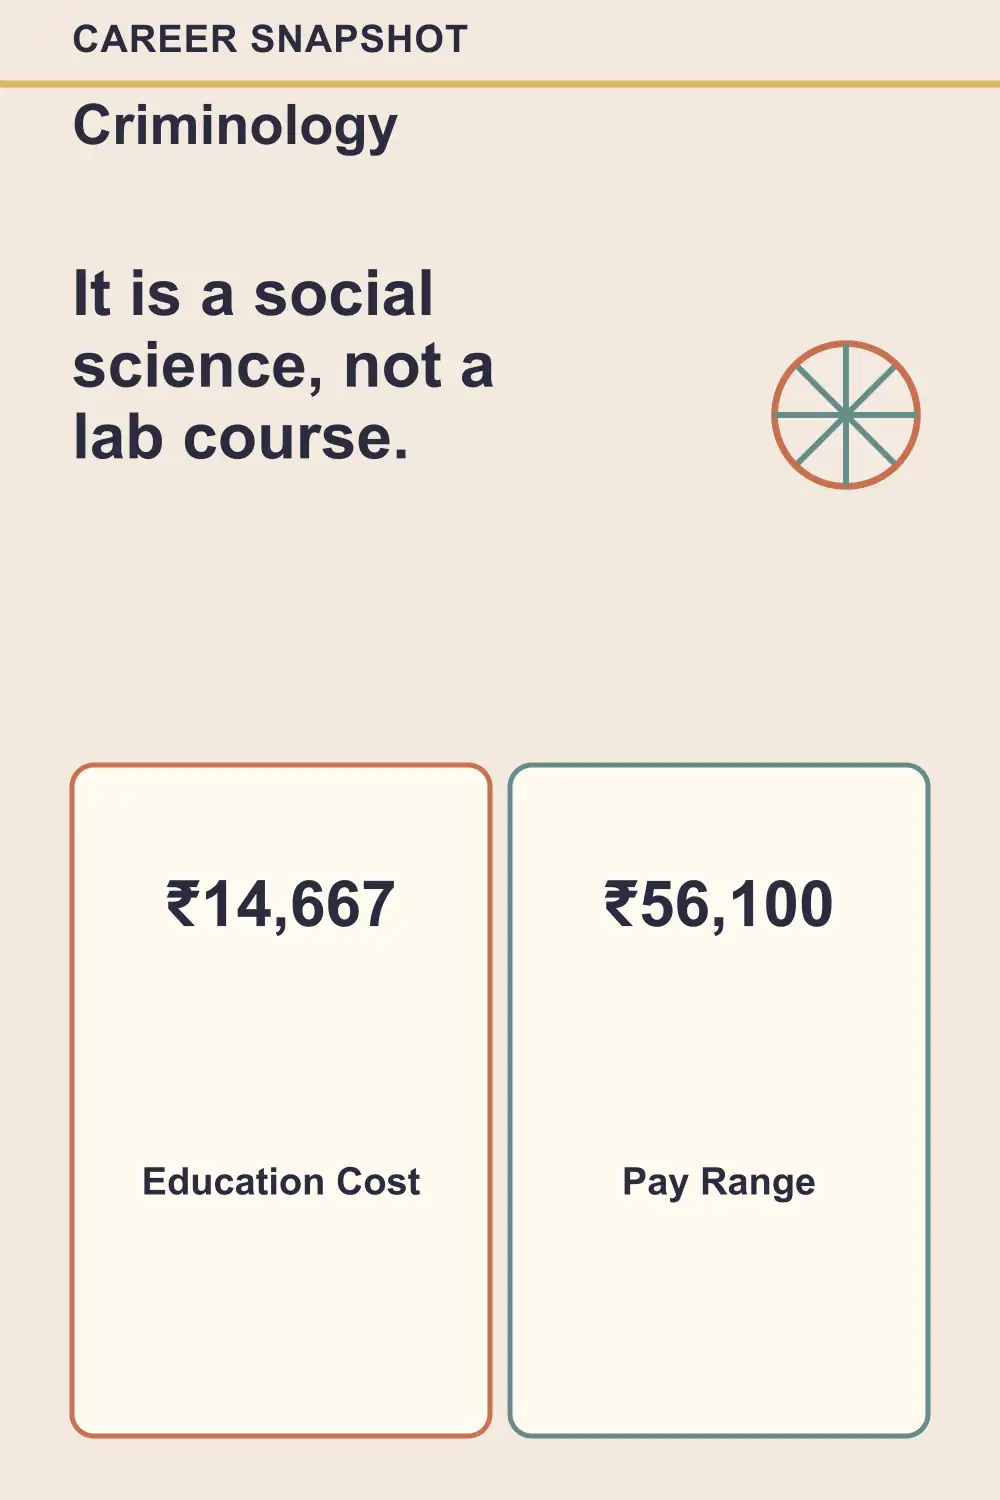 CAREER SNAPSHOT
Criminology
It is a social
science, not a
lab course.
₹14,667
₹56,100
Education Cost
Pay Range